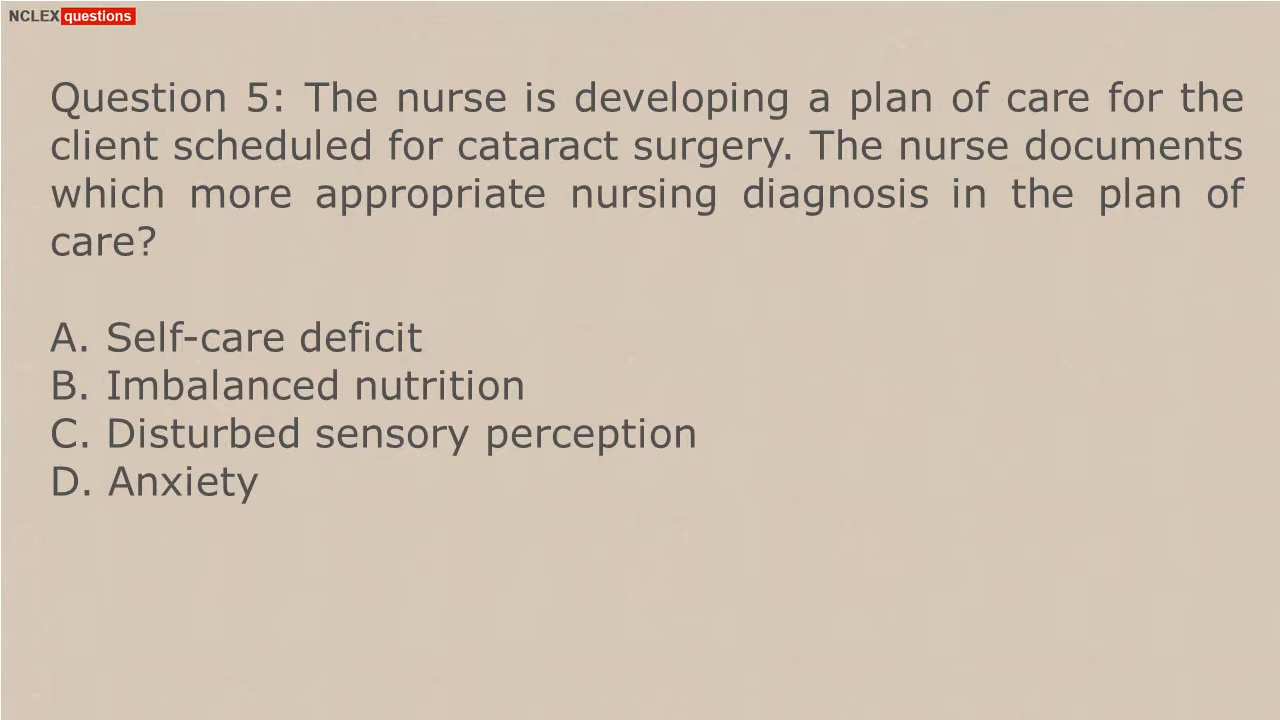 NCLEX questions
Question 5: The nurse is developing a plan of care for the
client scheduled for cataract surgery. The nurse documents
which more appropriate nursing diagnosis in the plan of
care?
A. Self-care deficit
B. Imbalanced nutrition
C. Disturbed sensory perception
D. Anxiety